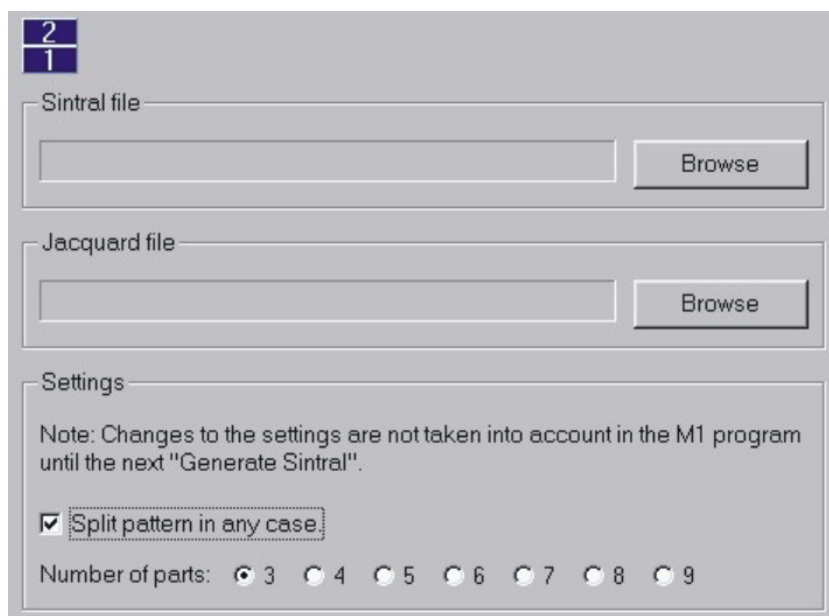 2
1
Sintral file
Browse
Jacquard file
Browse
Settings
Note: Changes to the settings are not taken into account in the M1 program
until the next "Generate Sintral".
Split pattern in any case.
Number of parts: 3 4 5 6 7 8 9